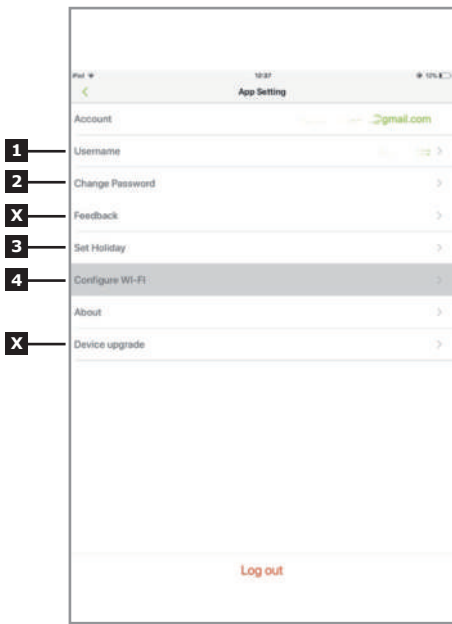 iPad 12:37
App Setting
Account @gmail.com
1 Username
2 Change Password
X Feedback
3 Set Holiday
4 Configure Wi-Fi
About
X Device upgrade
Log out